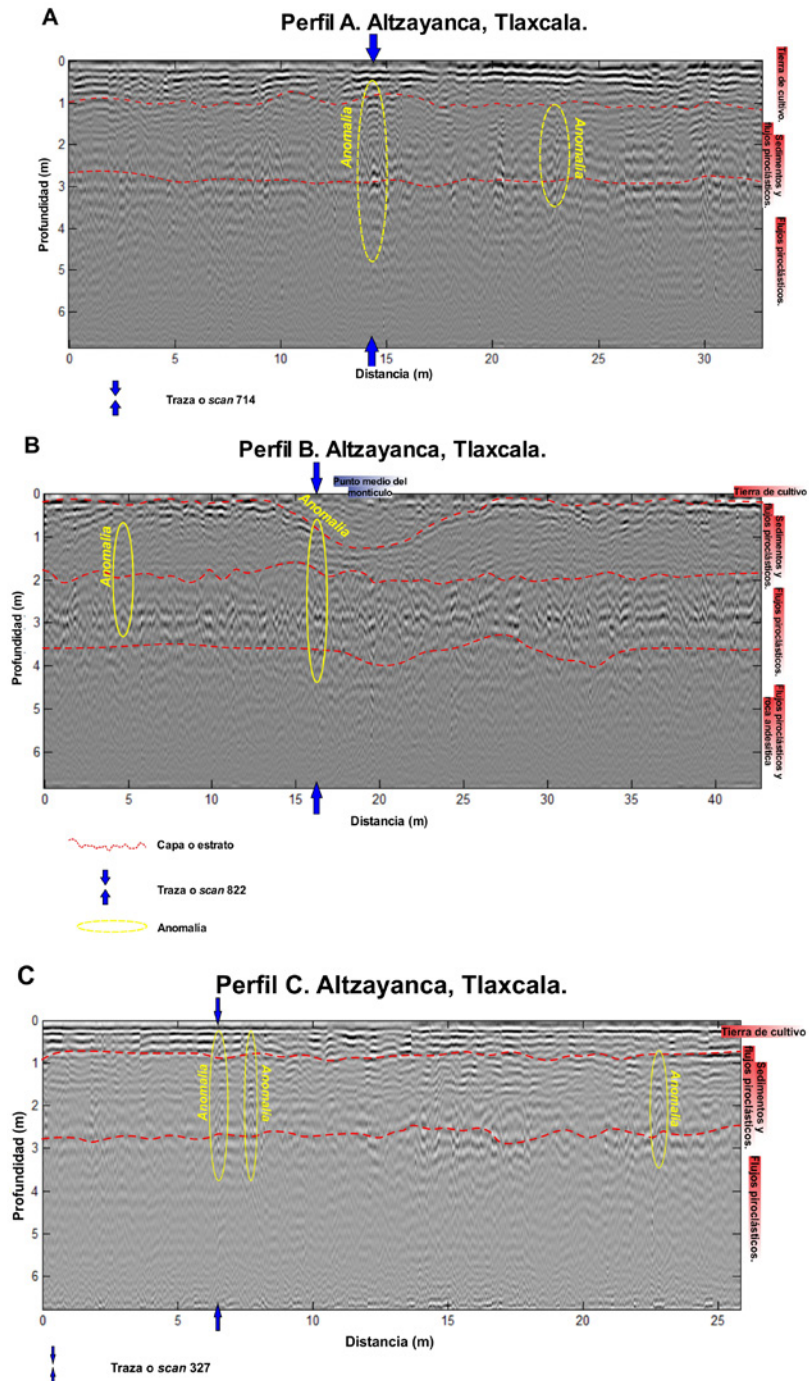 A
Perfil A. Altzayanca, Tlaxcala.
0
1
2
3
4
5
6
Profundidad (m)
Anomalía
Anomalía
Tierra de cultivo.
Sedimentos y
flujos piroclásticos.
Flujos piroclásticos.
0
5
10
15
20
25
30
Distancia (m)
Traza o scan 714
B
Perfil B. Altzayanca, Tlaxcala.
Punto medio del
montículo
0
1
2
3
4
5
6
Profundidad (m)
Anomalía
Anomalía
Tierra de cultivo
Sedimentos y
flujos piroclásticos.
Flujos piroclásticos.
Flujos piroclásticos y
roca andesítica
0
5
10
15
20
25
30
35
40
Distancia (m)
Capa o estrato
Traza o scan 822
Anomalía
C
Perfil C. Altzayanca, Tlaxcala.
0
1
2
3
4
5
6
Profundidad (m)
Anomalía
Anomalía
Anomalía
Tierra de cultivo
Sedimentos y
flujos piroclásticos.
Flujos piroclásticos.
0
5
10
15
20
25
Distancia (m)
Traza o scan 327